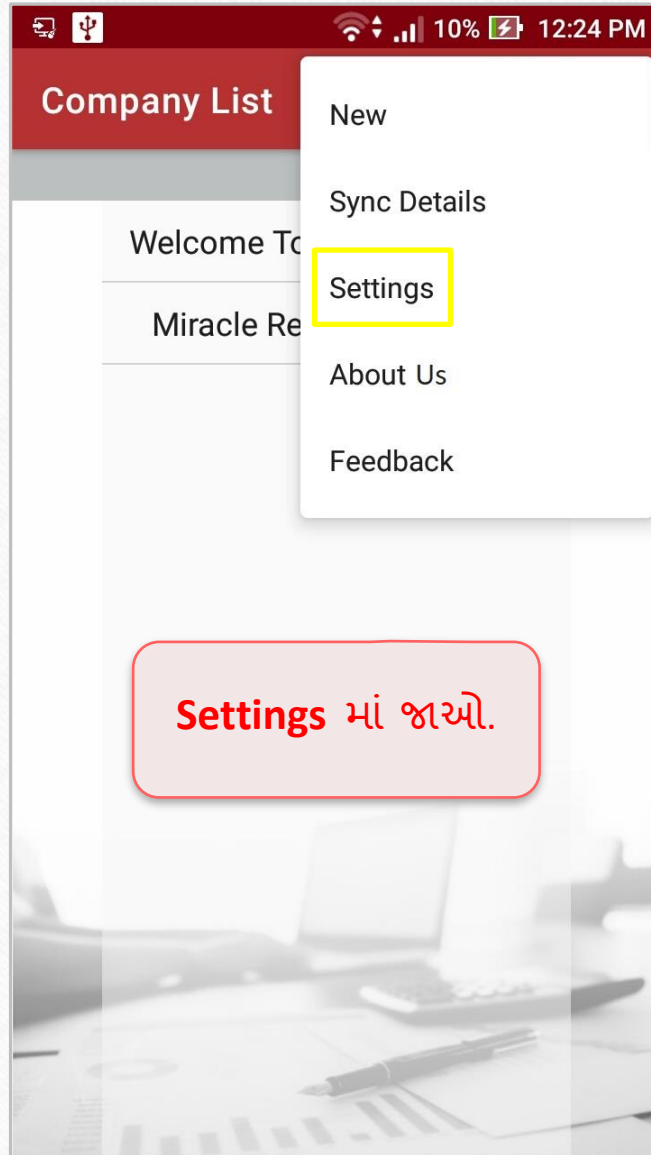 10% 12:24 PM
Company List
New
Sync Details
Welcome To
Settings
Miracle Re
About Us
Feedback
Settings માં જાઓ.